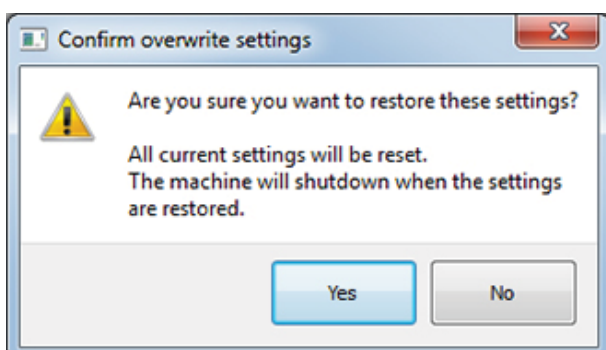 Confirm overwrite settings
Are you sure you want to restore these settings?
All current settings will be reset.
The machine will shutdown when the settings
are restored.
Yes
No